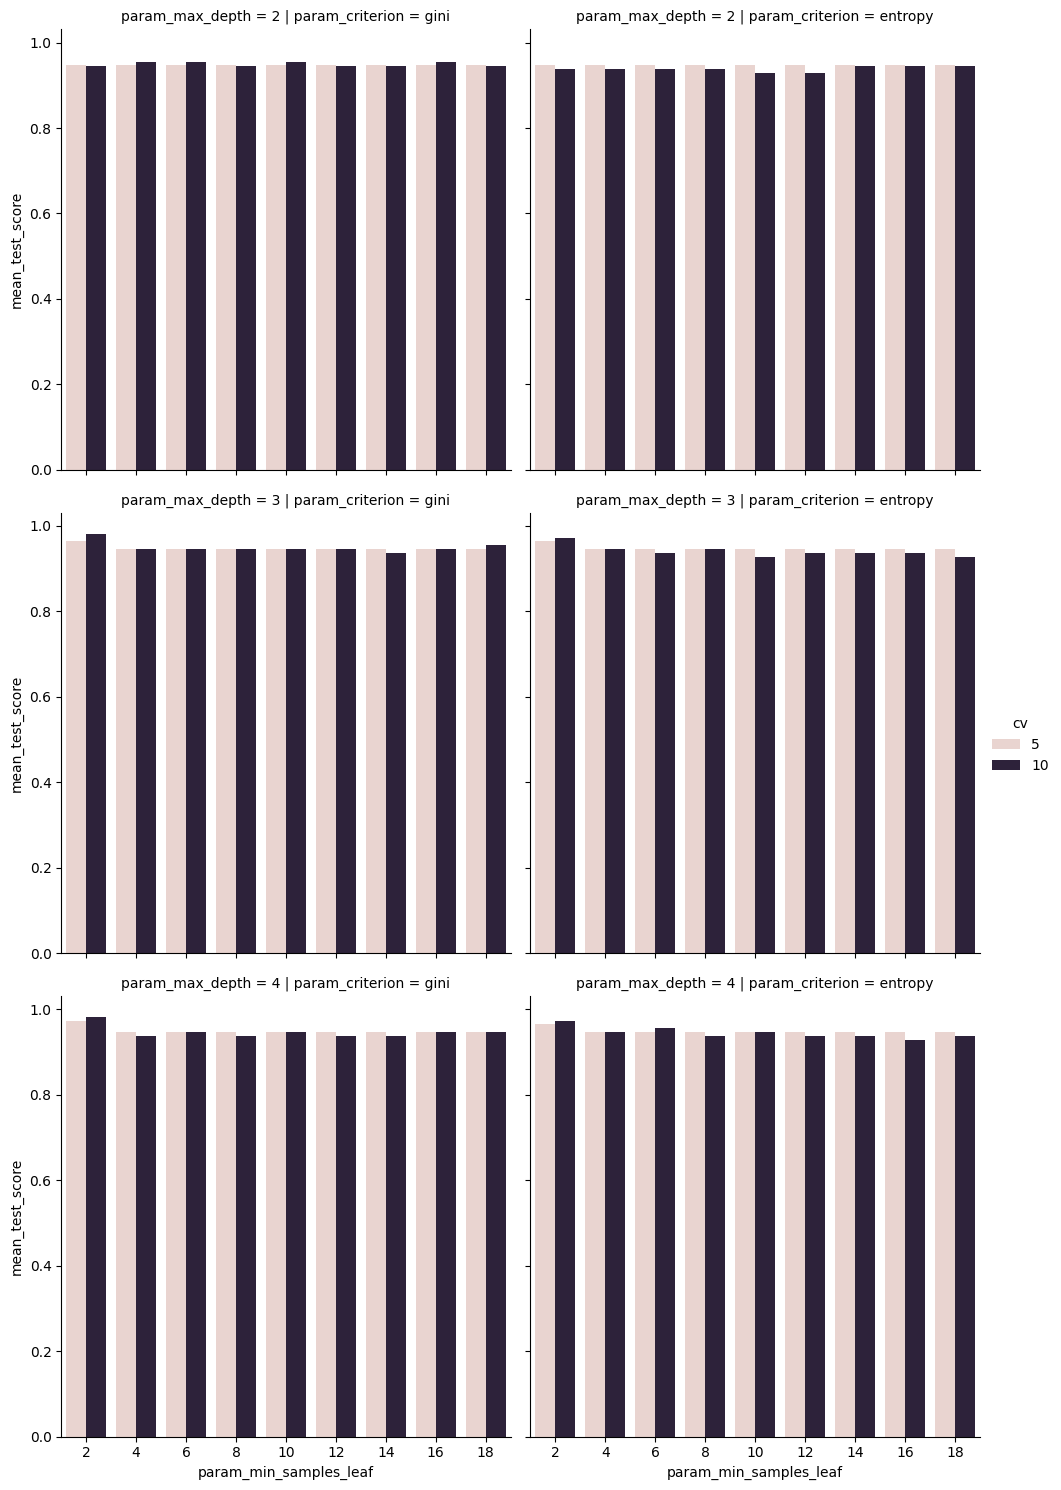 param_max_depth = 2 | param_criterion = gini
param_max_depth = 2 | param_criterion = entropy
1.0
0.8
0.6
0.4
0.2
0.0
mean_test_score
param_max_depth = 3 | param_criterion = gini
param_max_depth = 3 | param_criterion = entropy
1.0
0.8
0.6
0.4
0.2
0.0
mean_test_score
cv
5
10
param_max_depth = 4 | param_criterion = gini
param_max_depth = 4 | param_criterion = entropy
1.0
0.8
0.6
0.4
0.2
0.0
mean_test_score
2 4 6 8 10 12 14 16 18
param_min_samples_leaf
2 4 6 8 10 12 14 16 18
param_min_samples_leaf